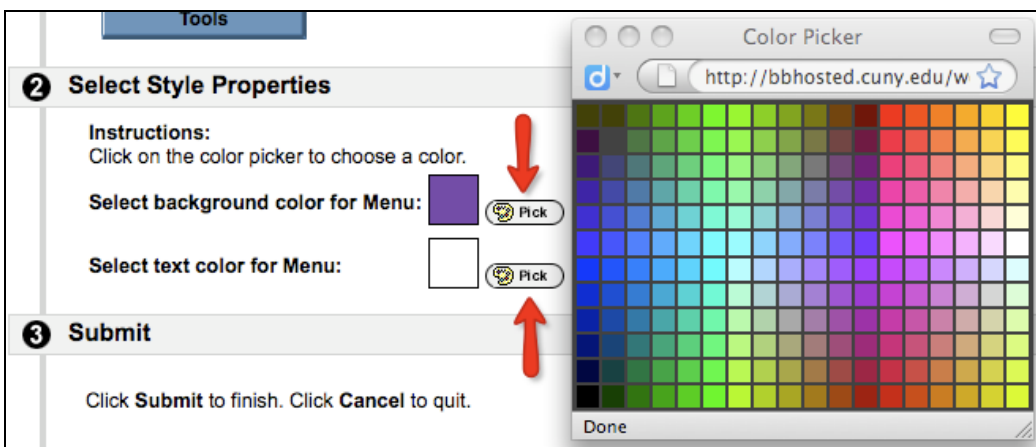 Tools
2 Select Style Properties
Instructions:
Click on the color picker to choose a color.
Select background color for Menu:
Pick
Select text color for Menu:
Pick
3 Submit
Click Submit to finish. Click Cancel to quit.
Color Picker
d
http://bbhosted.cuny.edu/w
Done